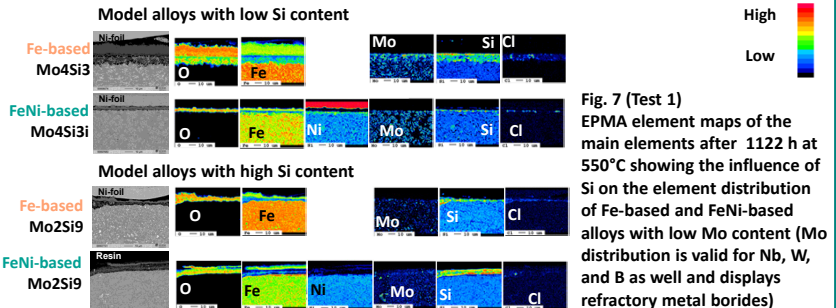 Model alloys with low Si content
High
Low
Fe-based
Mo4Si3
Ni-foil
O
Fe
Mo
Si
Cl
FeNi-based
Mo4Si3i
Ni-foil
O
Fe
Ni
Mo
Si
Cl
Model alloys with high Si content
Fe-based
Mo2Si9
Ni-foil
O
Fe
Mo
Si
Cl
FeNi-based
Mo2Si9
Resin
O
Fe
Ni
Mo
Si
Cl
Fig. 7 (Test 1)
EPMA element maps of the
main elements after 1122 h at
550°C showing the influence of
Si on the element distribution
of Fe-based and FeNi-based
alloys with low Mo content (Mo
distribution is valid for Nb, W,
and B as well and displays
refractory metal borides)